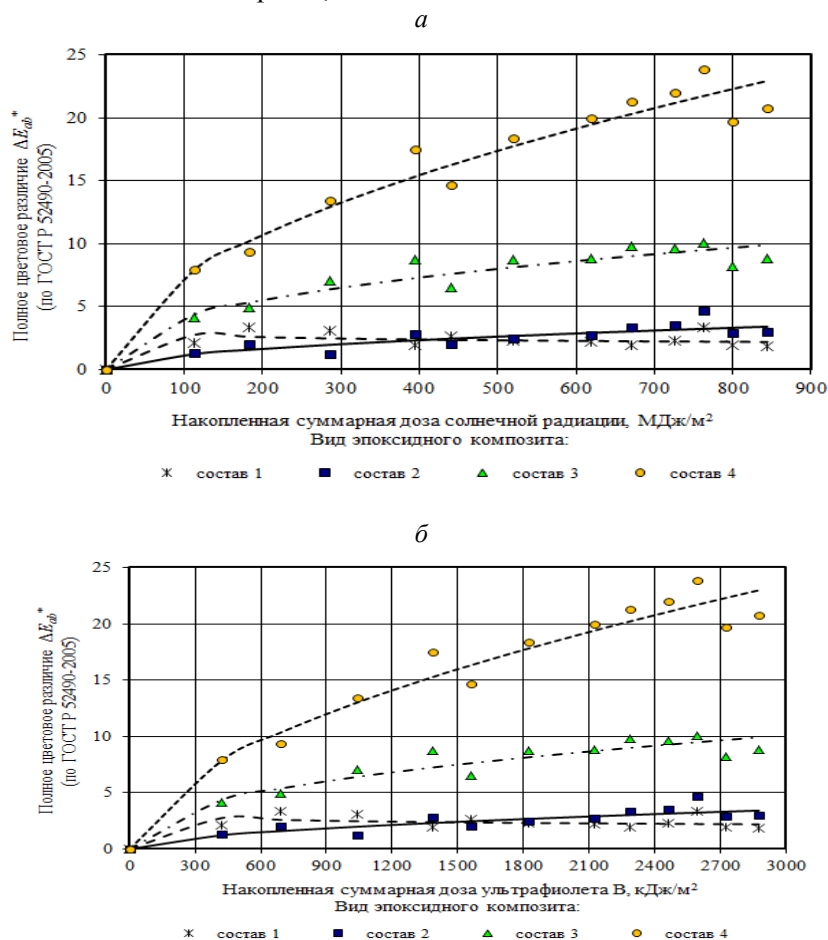 а
Полное цветовое различие ΔEab*
(по ГОСТ Р 52490-2005)
25
20
15
10
5
0
0 100 200 300 400 500 600 700 800 900
Накопленная суммарная доза солнечной радиации, МДж/м²
Вид эпоксидного композита:
состав 1 состав 2 состав 3 состав 4
б
Полное цветовое различие ΔEab*
(по ГОСТ Р 52490-2005)
25
20
15
10
5
0
0 300 600 900 1200 1500 1800 2100 2400 2700 3000
Накопленная суммарная доза ультрафиолета В, кДж/м²
Вид эпоксидного композита:
состав 1 состав 2 состав 3 состав 4